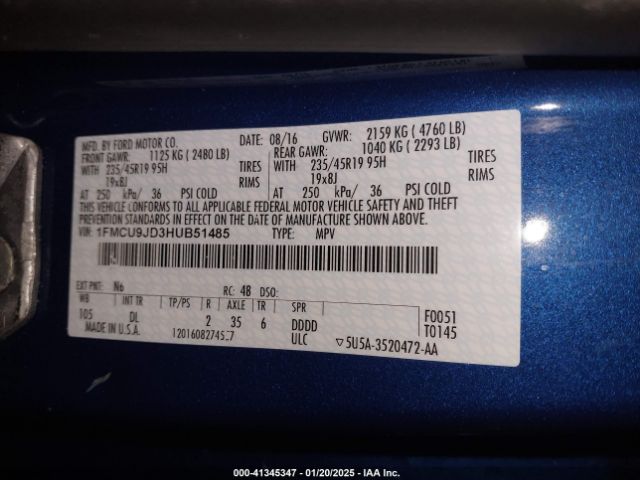 MFD. BY FORD MOTOR CO. DATE: 08/16 GVWR: 2159 KG ( 4760 LB)
FRONT GAWR: 1125 KG ( 2480 LB) REAR GAWR: 1040 KG ( 2293 LB)
WITH 235/45R19 95H TIRES WITH 235/45R19 95H TIRES
19x8J RIMS 19x8J RIMS
AT 250 kPa/ 36 PSI COLD AT 250 kPa/ 36 PSI COLD
THIS VEHICLE CONFORMS TO ALL APPLICABLE FEDERAL MOTOR VEHICLE SAFETY AND THEFT
PREVENTION STANDARDS IN EFFECT ON THE DATE OF MANUFACTURE SHOWN ABOVE.
VIN: 1FMCU9JD3HUB51485 TYPE: MPV
EXT PNT: N6 RC: 48 DSO:
WB INT TR TP/PS R AXLE TR SPR F0051
105 DL 2 35 6 DDDD T0145
MADE IN U.S.A. ULC ▽5U5A-3520472-AA
000-41345347 - 01/20/2025 - IAA Inc.